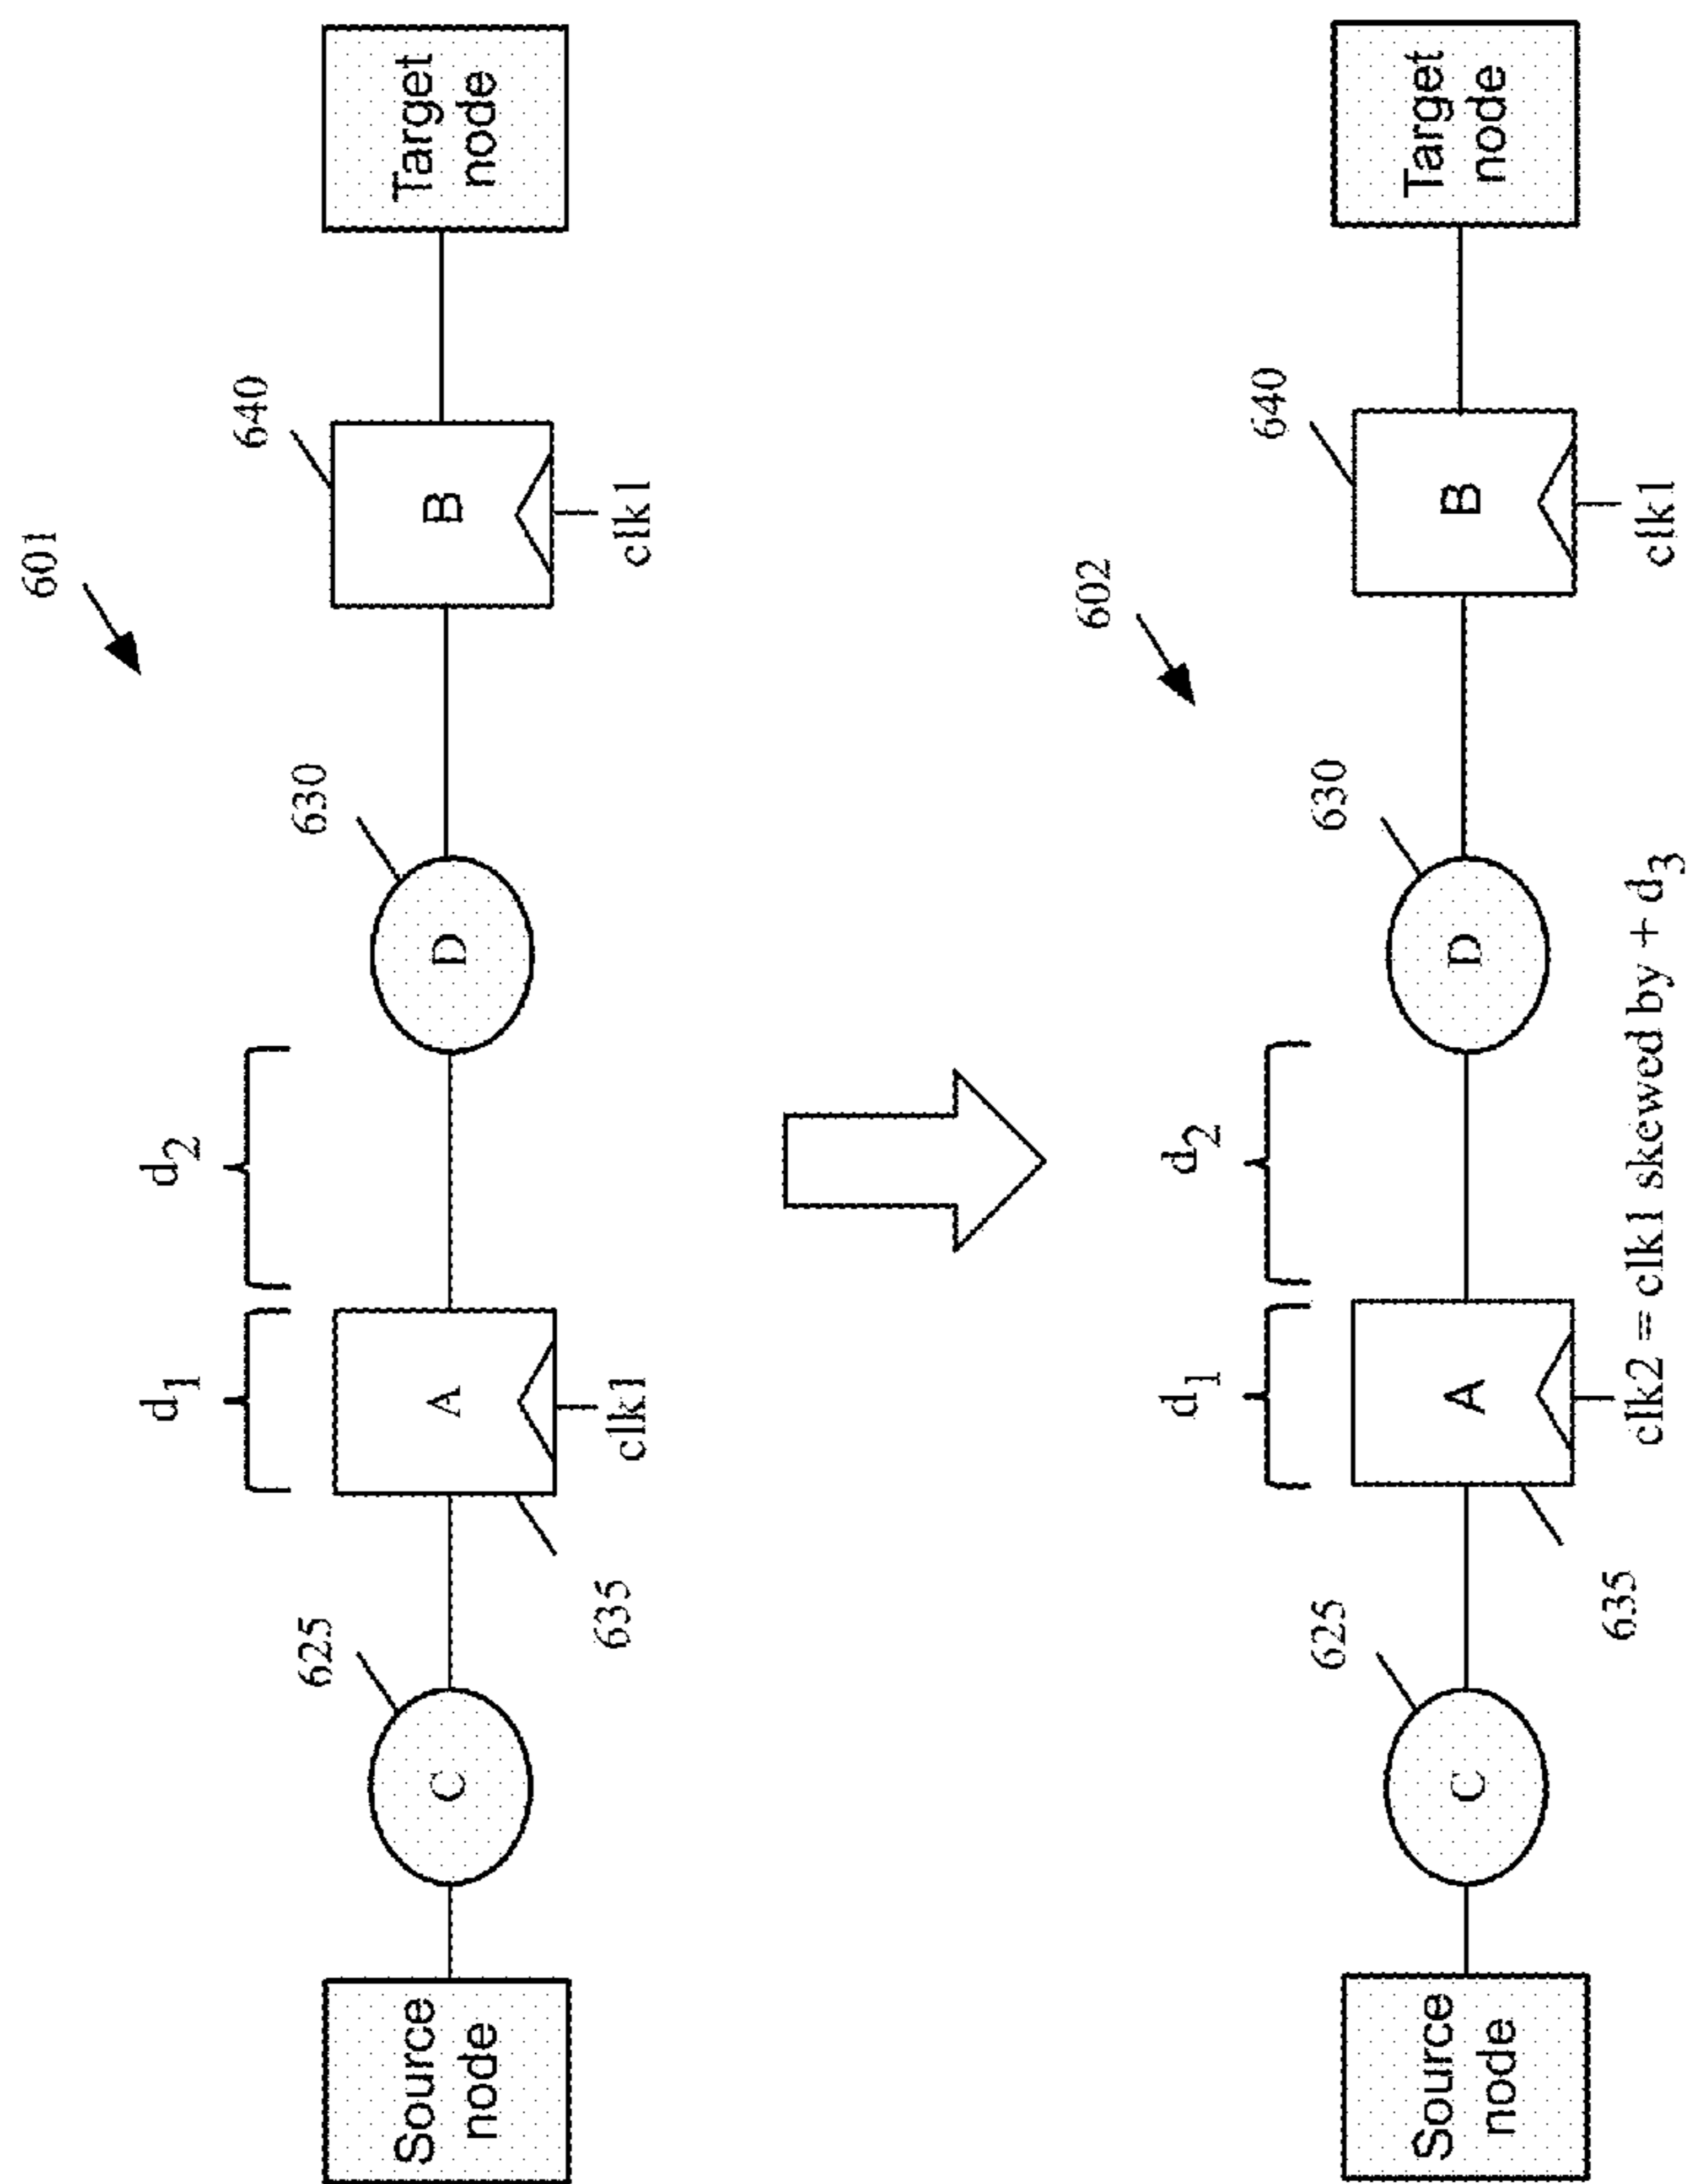 601
d1
d2
625
630
640
Source
node
C
A
D
B
Target
node
635
clk1
clk1
602
d1
d2
625
630
640
Source
node
C
A
D
B
Target
node
635
clk2 = clk1 skewed by + d3
clk1